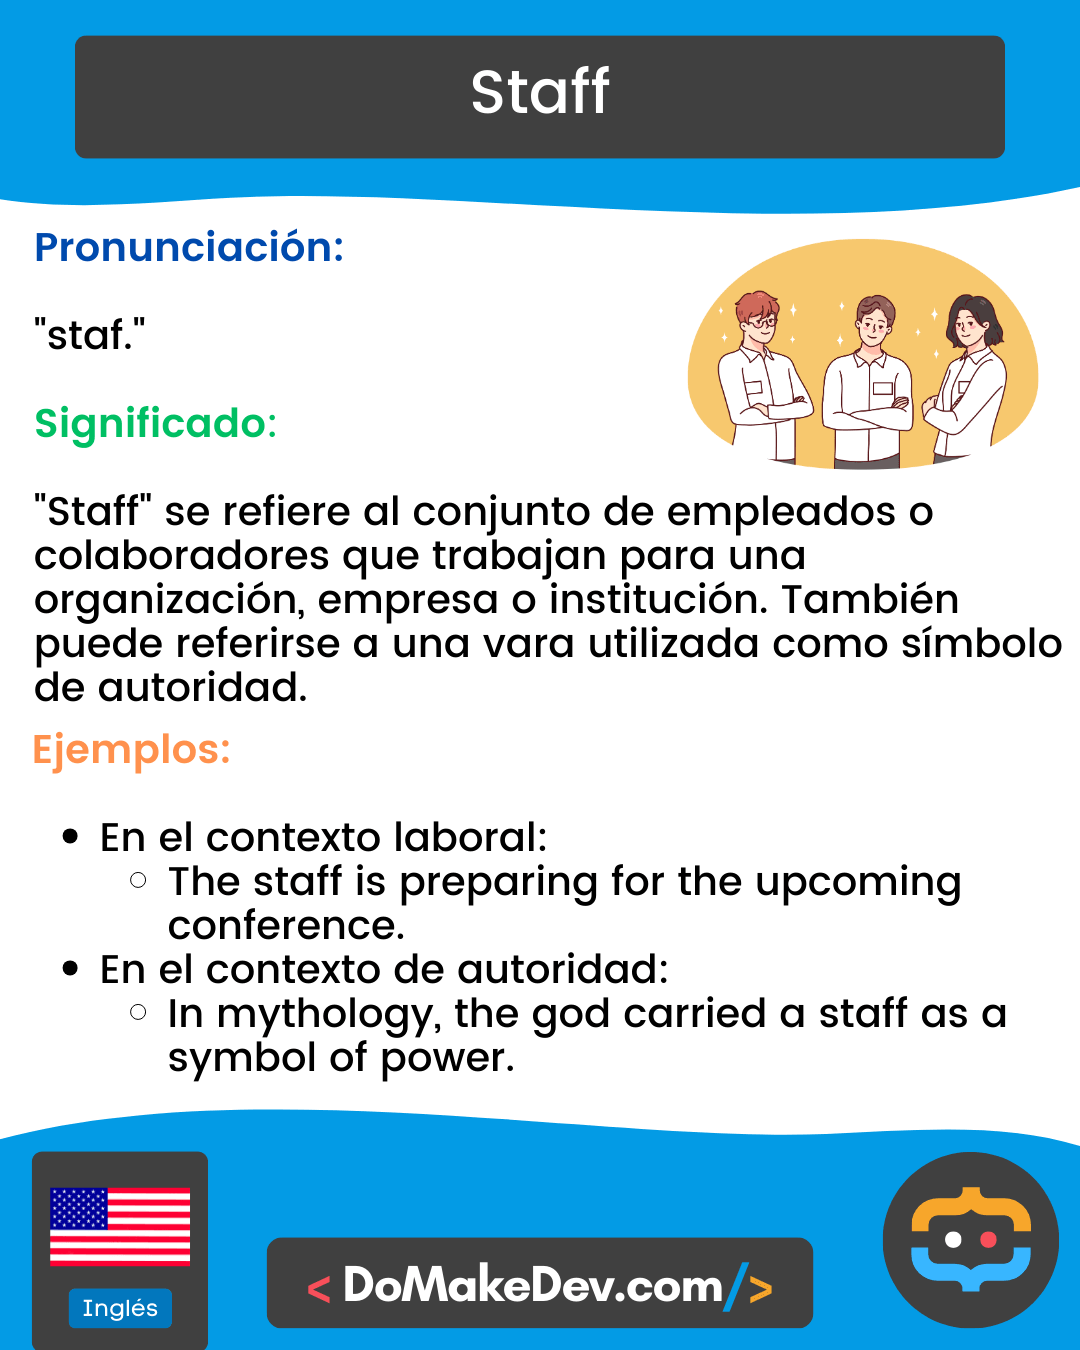 Staff
Pronunciación:
"staf."
Significado:
"Staff" se refiere al conjunto de empleados o
colaboradores que trabajan para una
organización, empresa o institución. También
puede referirse a una vara utilizada como símbolo
de autoridad.
Ejemplos:
• En el contexto laboral:
○ The staff is preparing for the upcoming
conference.
• En el contexto de autoridad:
○ In mythology, the god carried a staff as a
symbol of power.
Inglés
< DoMakeDev.com/>